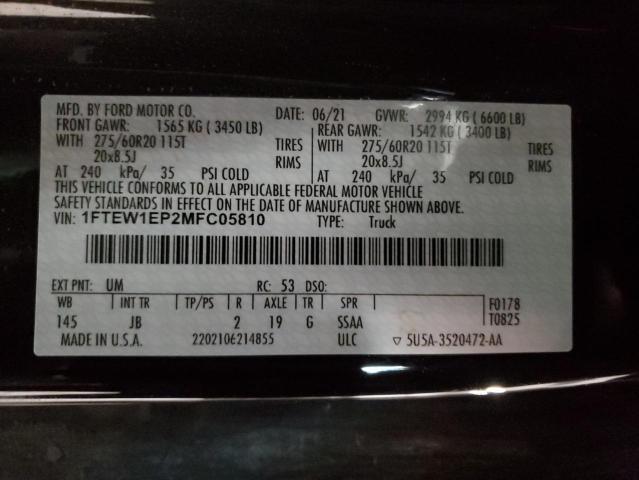 MFD. BY FORD MOTOR CO. DATE: 06/21 GVWR: 2994 KG ( 6600 LB)
FRONT GAWR: 1565 KG ( 3450 LB) REAR GAWR: 1542 KG ( 3400 LB)
WITH 275/60R20 115T TIRES WITH 275/60R20 115T TIRES
20x8.5J RIMS 20x8.5J RIMS
AT 240 kPa/ 35 PSI COLD AT 240 kPa/ 35 PSI COLD
THIS VEHICLE CONFORMS TO ALL APPLICABLE FEDERAL MOTOR VEHICLE
SAFETY STANDARDS IN EFFECT ON THE DATE OF MANUFACTURE SHOWN ABOVE.
VIN: 1FTEW1EP2MFC05810 TYPE: Truck
EXT PNT: UM RC: 53 DSO:
WB INT TR TP/PS R AXLE TR SPR F0178
145 JB 2 19 G SSAA T0825
MADE IN U.S.A. 2202106214855 ULC ▽ 5U5A-3520472-AA